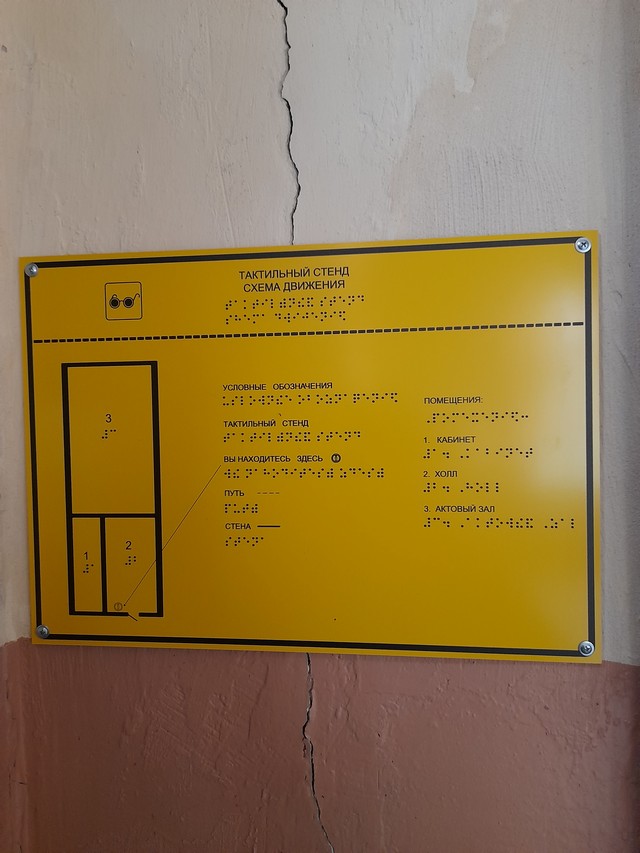 ТАКТИЛЬНЫЙ СТЕНД
СХЕМА ДВИЖЕНИЯ
УСЛОВНЫЕ ОБОЗНАЧЕНИЯ
ТАКТИЛЬНЫЙ СТЕНД
ВЫ НАХОДИТЕСЬ ЗДЕСЬ
ПУТЬ
СТЕНА
ПОМЕЩЕНИЯ:
1. КАБИНЕТ
2. ХОЛЛ
3. АКТОВЫЙ ЗАЛ
3
1
2